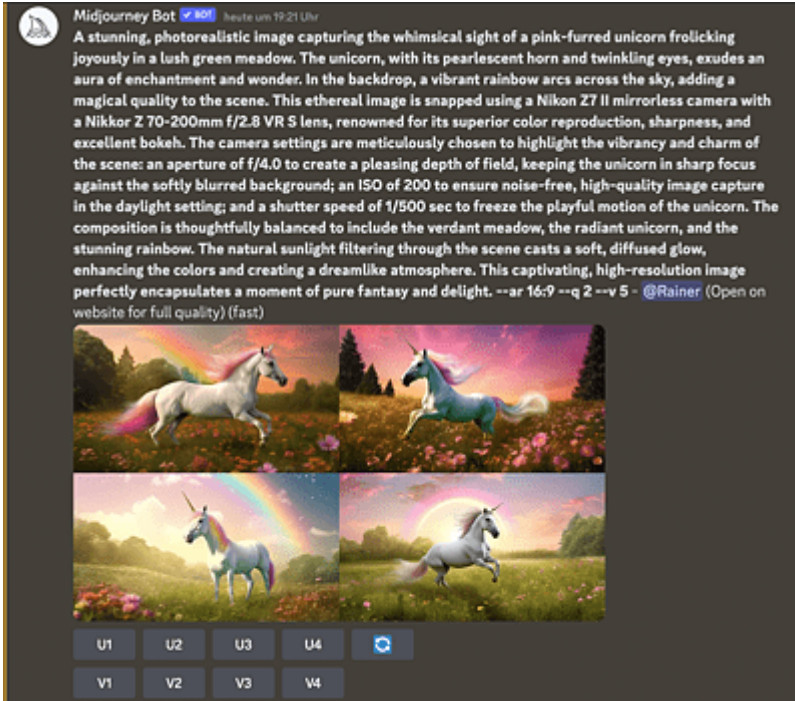 Midjourney Bot ✔ BOT heute um 19:21 Uhr
A stunning, photorealistic image capturing the whimsical sight of a pink-furred unicorn frolicking
joyously in a lush green meadow. The unicorn, with its pearlescent horn and twinkling eyes, exudes an
aura of enchantment and wonder. In the backdrop, a vibrant rainbow arcs across the sky, adding a
magical quality to the scene. This ethereal image is snapped using a Nikon Z7 II mirrorless camera with
a Nikkor Z 70-200mm f/2.8 VR S lens, renowned for its superior color reproduction, sharpness, and
excellent bokeh. The camera settings are meticulously chosen to highlight the vibrancy and charm of
the scene: an aperture of f/4.0 to create a pleasing depth of field, keeping the unicorn in sharp focus
against the softly blurred background; an ISO of 200 to ensure noise-free, high-quality image capture
in the daylight setting; and a shutter speed of 1/500 sec to freeze the playful motion of the unicorn. The
composition is thoughtfully balanced to include the verdant meadow, the radiant unicorn, and the
stunning rainbow. The natural sunlight filtering through the scene casts a soft, diffused glow,
enhancing the colors and creating a dreamlike atmosphere. This captivating, high-resolution image
perfectly encapsulates a moment of pure fantasy and delight. --ar 16:9 --q 2 --v 5 - @Rainer (Open on
website for full quality) (fast)
U1 U2 U3 U4
V1 V2 V3 V4